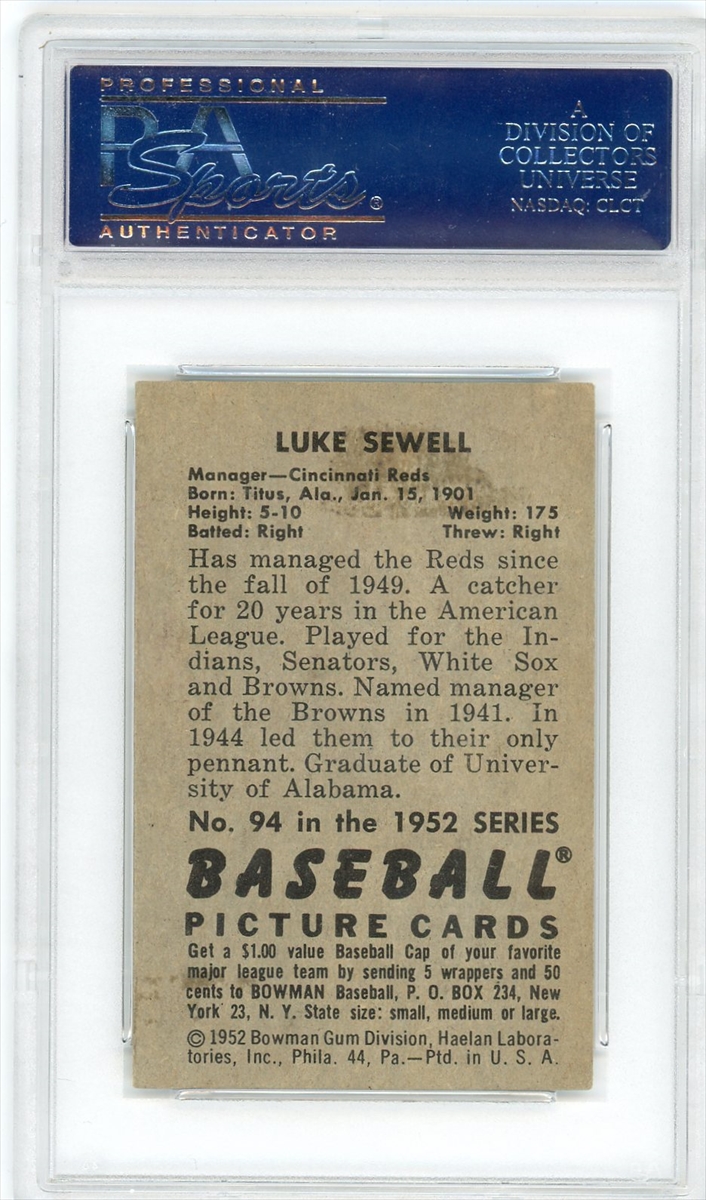 PROFESSIONAL
PSA
Sports®
AUTHENTICATOR
A
DIVISION OF
COLLECTORS
UNIVERSE
NASDAQ: CLCT
LUKE SEWELL
Manager—Cincinnati Reds
Born: Titus, Ala., Jan. 15, 1901
Height: 5-10 Weight: 175
Batted: Right Threw: Right
Has managed the Reds since
the fall of 1949. A catcher
for 20 years in the American
League. Played for the In-
dians, Senators, White Sox
and Browns. Named manager
of the Browns in 1941. In
1944 led them to their only
pennant. Graduate of Univer-
sity of Alabama.
No. 94 in the 1952 SERIES
BASEBALL®
PICTURE CARDS
Get a $1.00 value Baseball Cap of your favorite
major league team by sending 5 wrappers and 50
cents to BOWMAN Baseball, P. O. BOX 234, New
York 23, N. Y. State size: small, medium or large.
©1952 Bowman Gum Division, Haelan Labora-
tories, Inc., Phila. 44, Pa.—Ptd. in U. S. A.